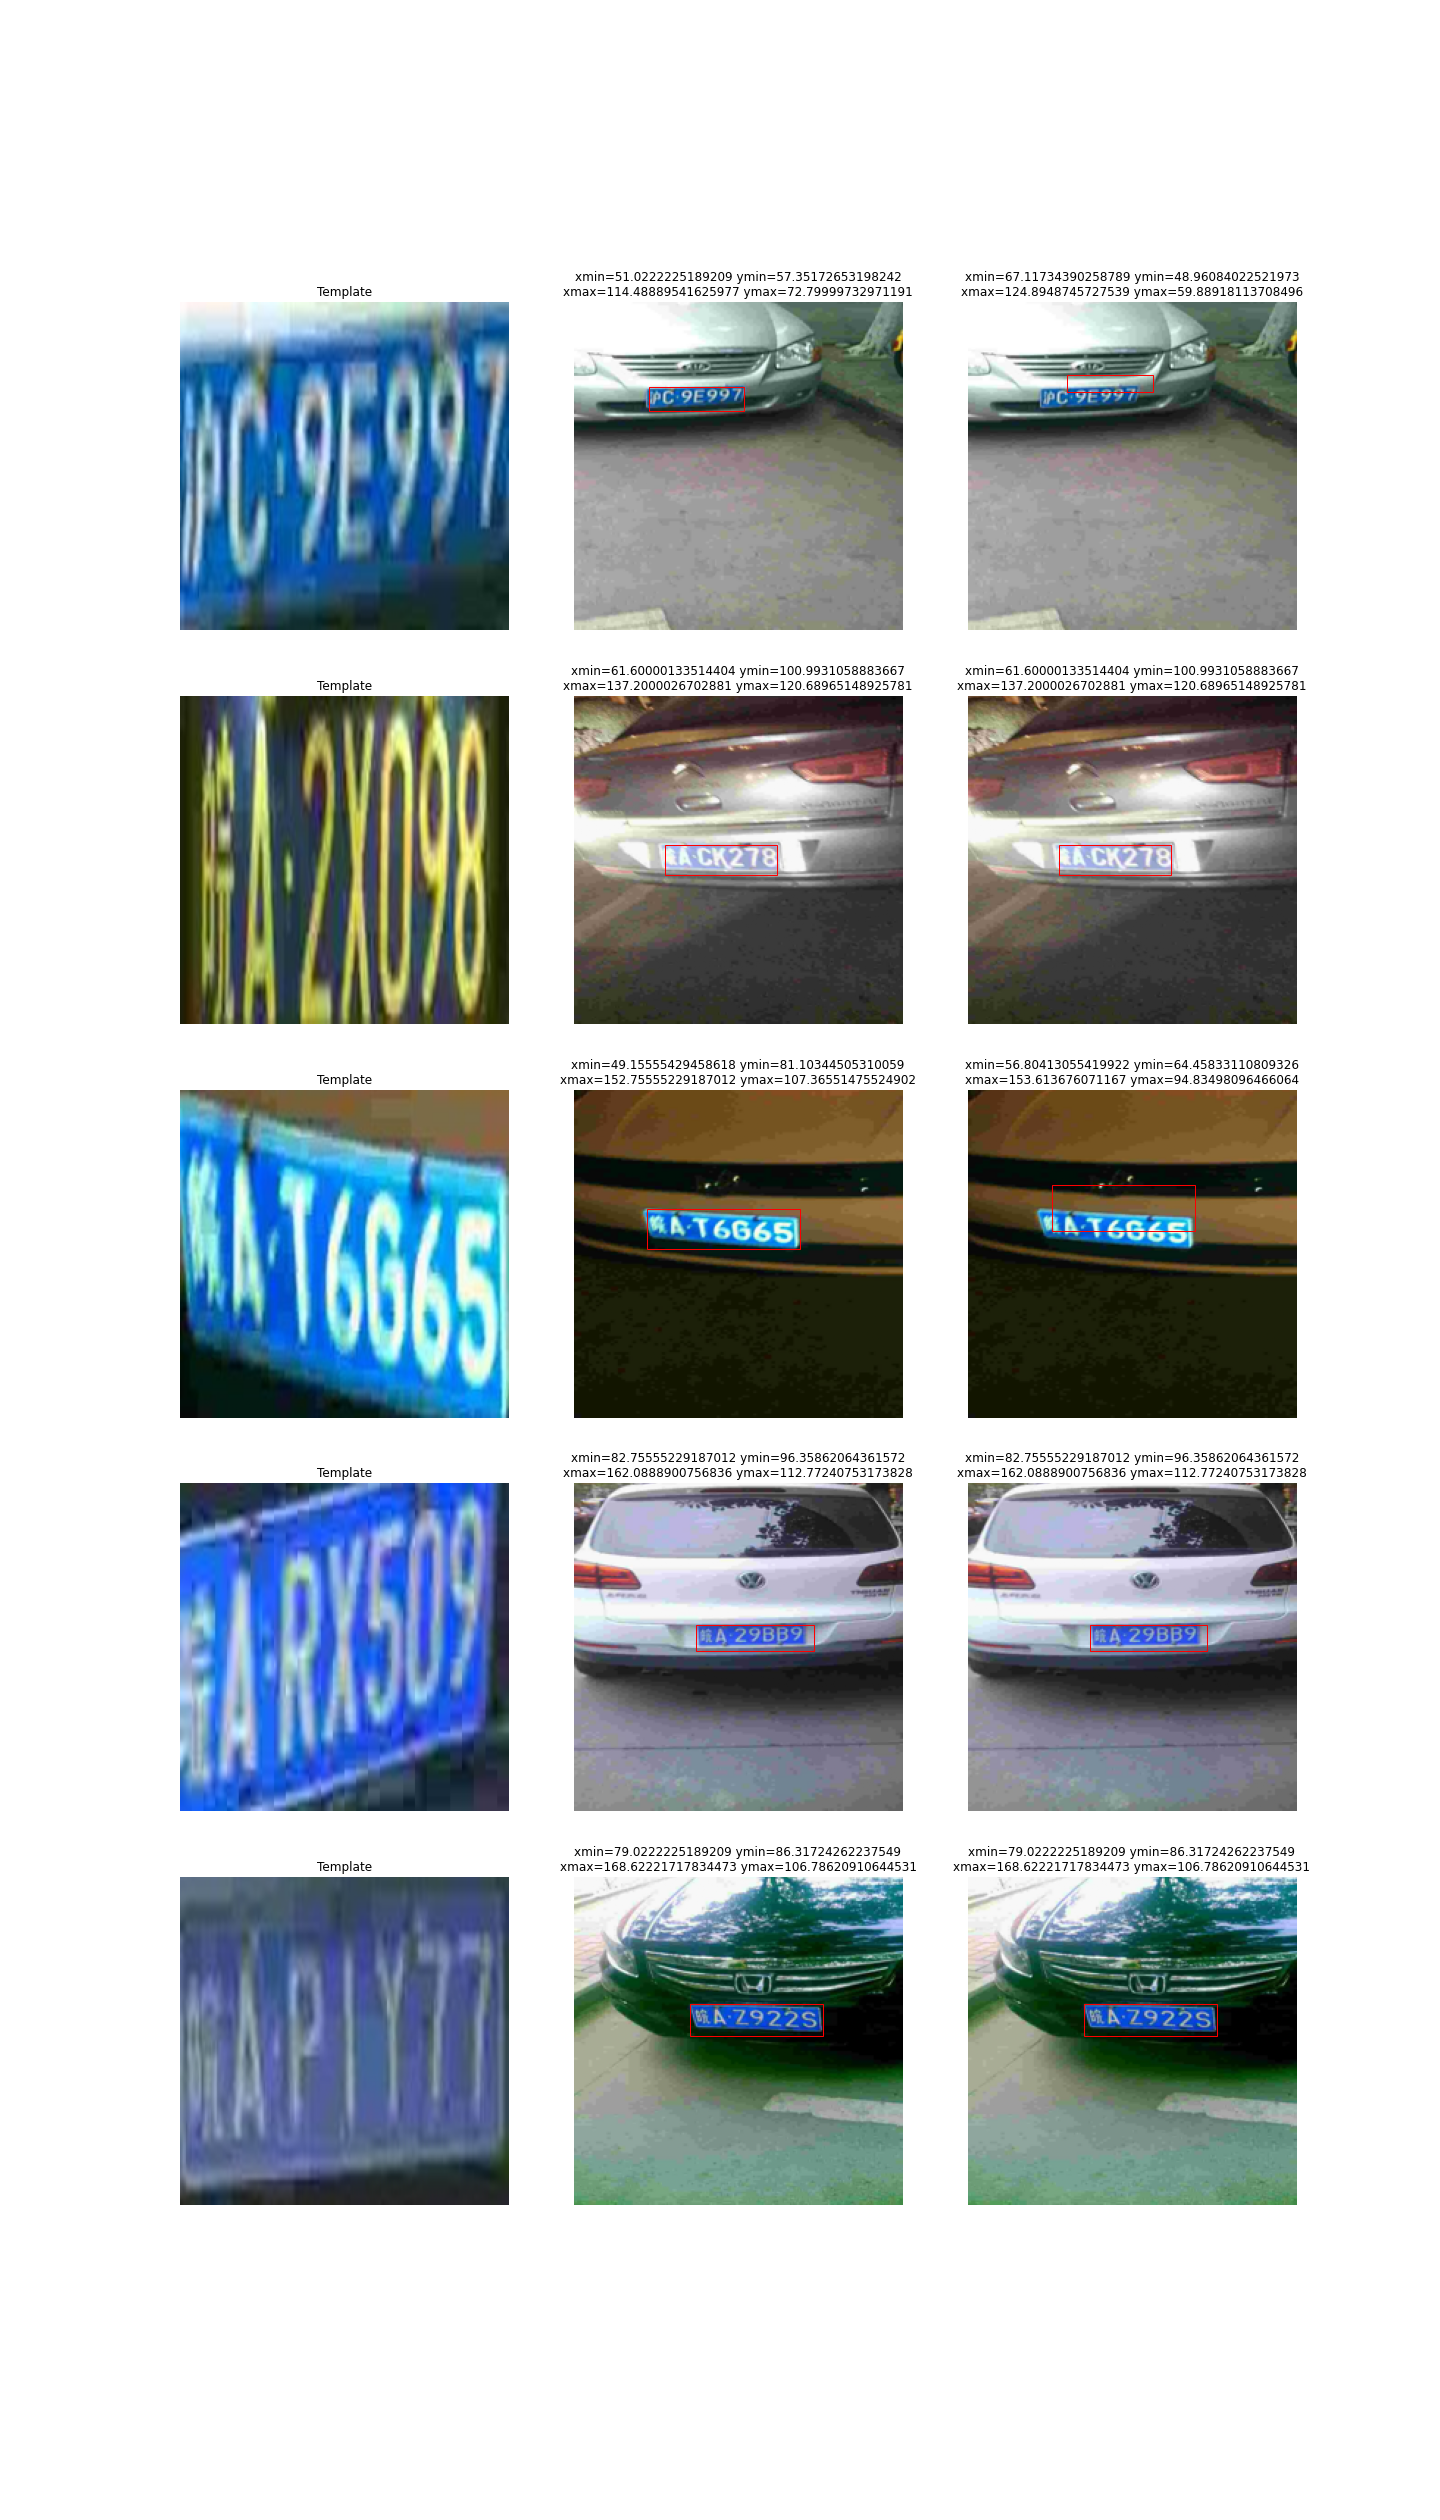 xmin=51.0222225189209 ymin=57.35172653198242
xmax=114.48889541625977 ymax=72.79999732971191
xmin=67.11734390258789 ymin=48.96084022521973
xmax=124.8948745727539 ymax=59.88918113708496
Template
沪C·9E997
沪C·9E997
沪C·9E997
xmin=61.60000133514404 ymin=100.9931058883667
xmax=137.2000026702881 ymax=120.68965148925781
xmin=61.60000133514404 ymin=100.9931058883667
xmax=137.2000026702881 ymax=120.68965148925781
Template
皖A·2X098
A·CK278
A·CK278
xmin=49.15555429458618 ymin=81.10344505310059
xmax=152.75555229187012 ymax=107.36551475524902
xmin=56.80413055419922 ymin=64.45833110809326
xmax=153.613676071167 ymax=94.83498096466064
Template
皖A·T6G65
皖A·T6G65
皖A·T6G65
xmin=82.75555229187012 ymin=96.35862064361572
xmax=162.0888900756836 ymax=112.77240753173828
xmin=82.75555229187012 ymin=96.35862064361572
xmax=162.0888900756836 ymax=112.77240753173828
Template
A·RX509
皖A·29BB9
皖A·29BB9
xmin=79.0222225189209 ymin=86.31724262237549
xmax=168.62221717834473 ymax=106.78620910644531
xmin=79.0222225189209 ymin=86.31724262237549
xmax=168.62221717834473 ymax=106.78620910644531
Template
皖A·P1Y77
皖A·Z922S
皖A·Z922S